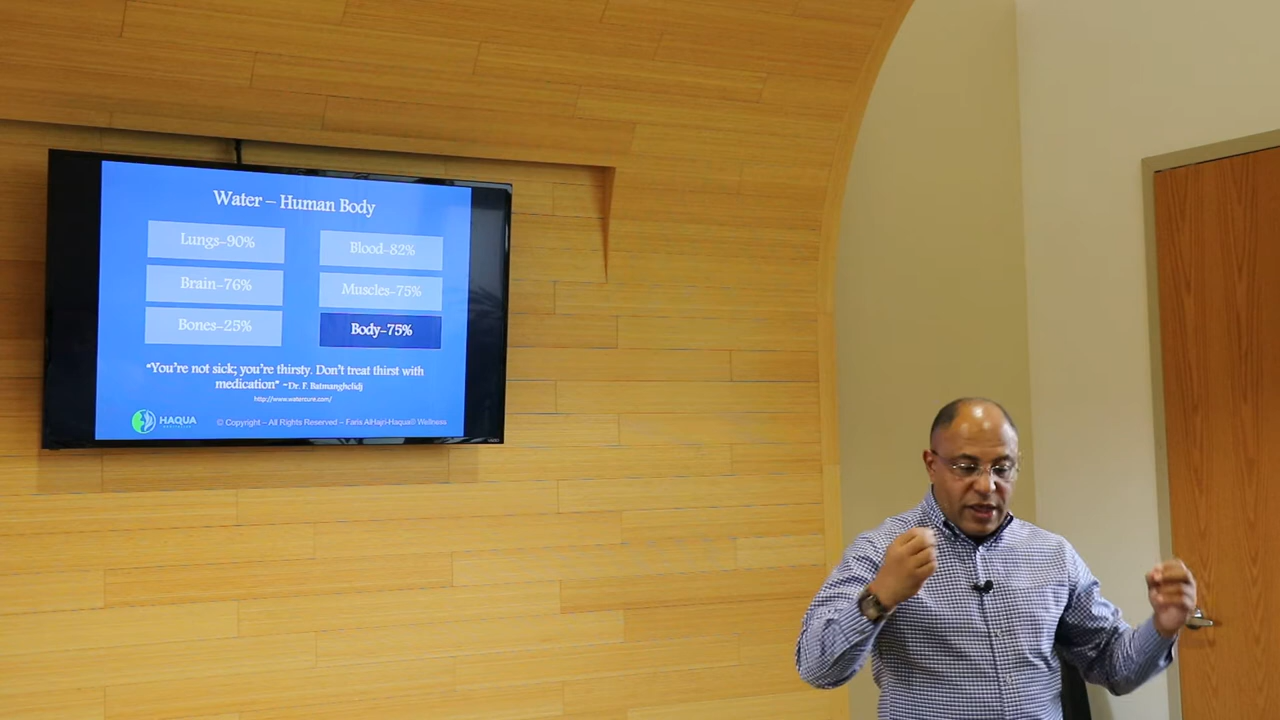 Water – Human Body
Lungs–90%
Blood–82%
Brain–76%
Muscles–75%
Bones–25%
Body–75%
"You're not sick; you're thirsty. Don't treat thirst with
medication" -Dr. F. Batmanghelidj
http://www.watercure.com/
HAQUA
© Copyright – All Rights Reserved – Faris AlHajri-Haqua® Wellness